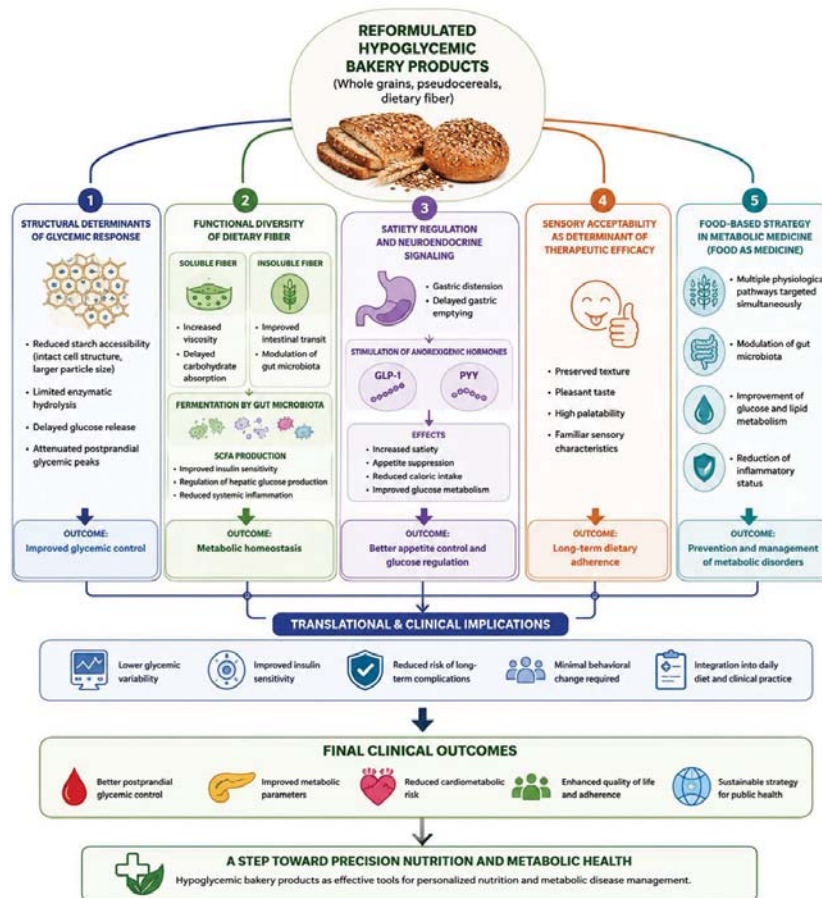 REFORMULATED
HYPOGLYCEMIC
BAKERY PRODUCTS
(Whole grains, pseudocereals,
dietary fiber)
1
STRUCTURAL DETERMINANTS
OF GLYCEMIC RESPONSE
• Reduced starch accessibility
(intact cell structure,
larger particle size)
• Limited enzymatic
hydrolysis
• Delayed glucose release
• Attenuated postprandial
glycemic peaks
OUTCOME:
Improved glycemic control
2
FUNCTIONAL DIVERSITY
OF DIETARY FIBER
SOLUBLE FIBER
• Increased
viscosity
• Delayed
carbohydrate
absorption
INSOLUBLE FIBER
• Improved
intestinal transit
• Modulation of
gut microbiota
FERMENTATION BY GUT MICROBIOTA
SCFA PRODUCTION
• Improved insulin sensitivity
• Regulation of hepatic glucose production
• Reduced systemic inflammation
OUTCOME:
Metabolic homeostasis
3
SATIETY REGULATION
AND NEUROENDOCRINE
SIGNALING
• Gastric distension
• Delayed gastric
emptying
STIMULATION OF ANOREXIGENIC HORMONES
GLP-1
PYY
EFFECTS
• Increased satiety
• Appetite suppression
• Reduced caloric intake
• Improved glucose metabolism
OUTCOME:
Better appetite control and
glucose regulation
4
SENSORY ACCEPTABILITY
AS DETERMINANT OF
THERAPEUTIC EFFICACY
• Preserved texture
• Pleasant taste
• High palatability
• Familiar sensory
characteristics
OUTCOME:
Long-term dietary
adherence
5
FOOD-BASED STRATEGY
IN METABOLIC MEDICINE
(FOOD AS MEDICINE)
• Multiple physiological
pathways targeted
simultaneously
• Modulation of gut
microbiota
• Improvement of
glucose and lipid
metabolism
• Reduction of
inflammatory
status
OUTCOME:
Prevention and management
of metabolic disorders
TRANSLATIONAL & CLINICAL IMPLICATIONS
Lower glycemic
variability
Improved insulin
sensitivity
Reduced risk of long-
term complications
Minimal behavioral
change required
Integration into daily
diet and clinical practice
FINAL CLINICAL OUTCOMES
Better postprandial
glycemic control
Improved metabolic
parameters
Reduced cardiometabolic
risk
Enhanced quality of life
and adherence
Sustainable strategy
for public health
A STEP TOWARD PRECISION NUTRITION AND METABOLIC HEALTH
Hypoglycemic bakery products as effective tools for personalized nutrition and metabolic disease management.